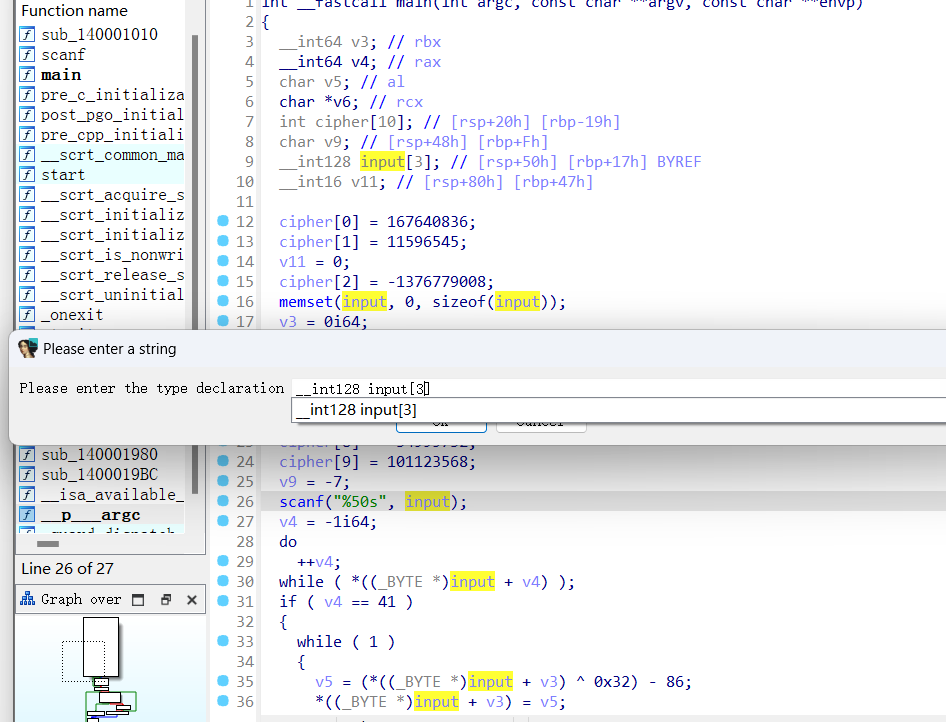 Function name
sub_140001010
scanf
main
pre_c_initializa
post_pgo_initial
pre_cpp_initiali
__scrt_common_ma
start
__scrt_acquire_s
__scrt_initializ
__scrt_initializ
__scrt_is_nonwri
__scrt_release_s
__scrt_uninitial
_onexit
1 int __fastcall main(int argc, const char **argv, const char **envp)
2 {
3 __int64 v3; // rbx
4 __int64 v4; // rax
5 char v5; // al
6 char *v6; // rcx
7 int cipher[10]; // [rsp+20h] [rbp-19h]
8 char v9; // [rsp+48h] [rbp+Fh]
9 __int128 input[3]; // [rsp+50h] [rbp+17h] BYREF
10 __int16 v11; // [rsp+80h] [rbp+47h]
11
12 cipher[0] = 167640836;
13 cipher[1] = 11596545;
14 v11 = 0;
15 cipher[2] = -1376779008;
16 memset(input, 0, sizeof(input));
17 v3 = 0i64;
Please enter a string
Please enter the type declaration __int128 input[3]
__int128 input[3]
sub_140001980
sub_1400019BC
__isa_available_
__p___argc
Line 26 of 27
Graph over
24 cipher[9] = 101123568;
25 v9 = -7;
26 scanf("%50s", input);
27 v4 = -1i64;
28 do
29 ++v4;
30 while ( *((_BYTE *)input + v4) );
31 if ( v4 == 41 )
32 {
33 while ( 1 )
34 {
35 v5 = (*((_BYTE *)input + v3) ^ 0x32) - 86;
36 *((_BYTE *)input + v3) = v5;